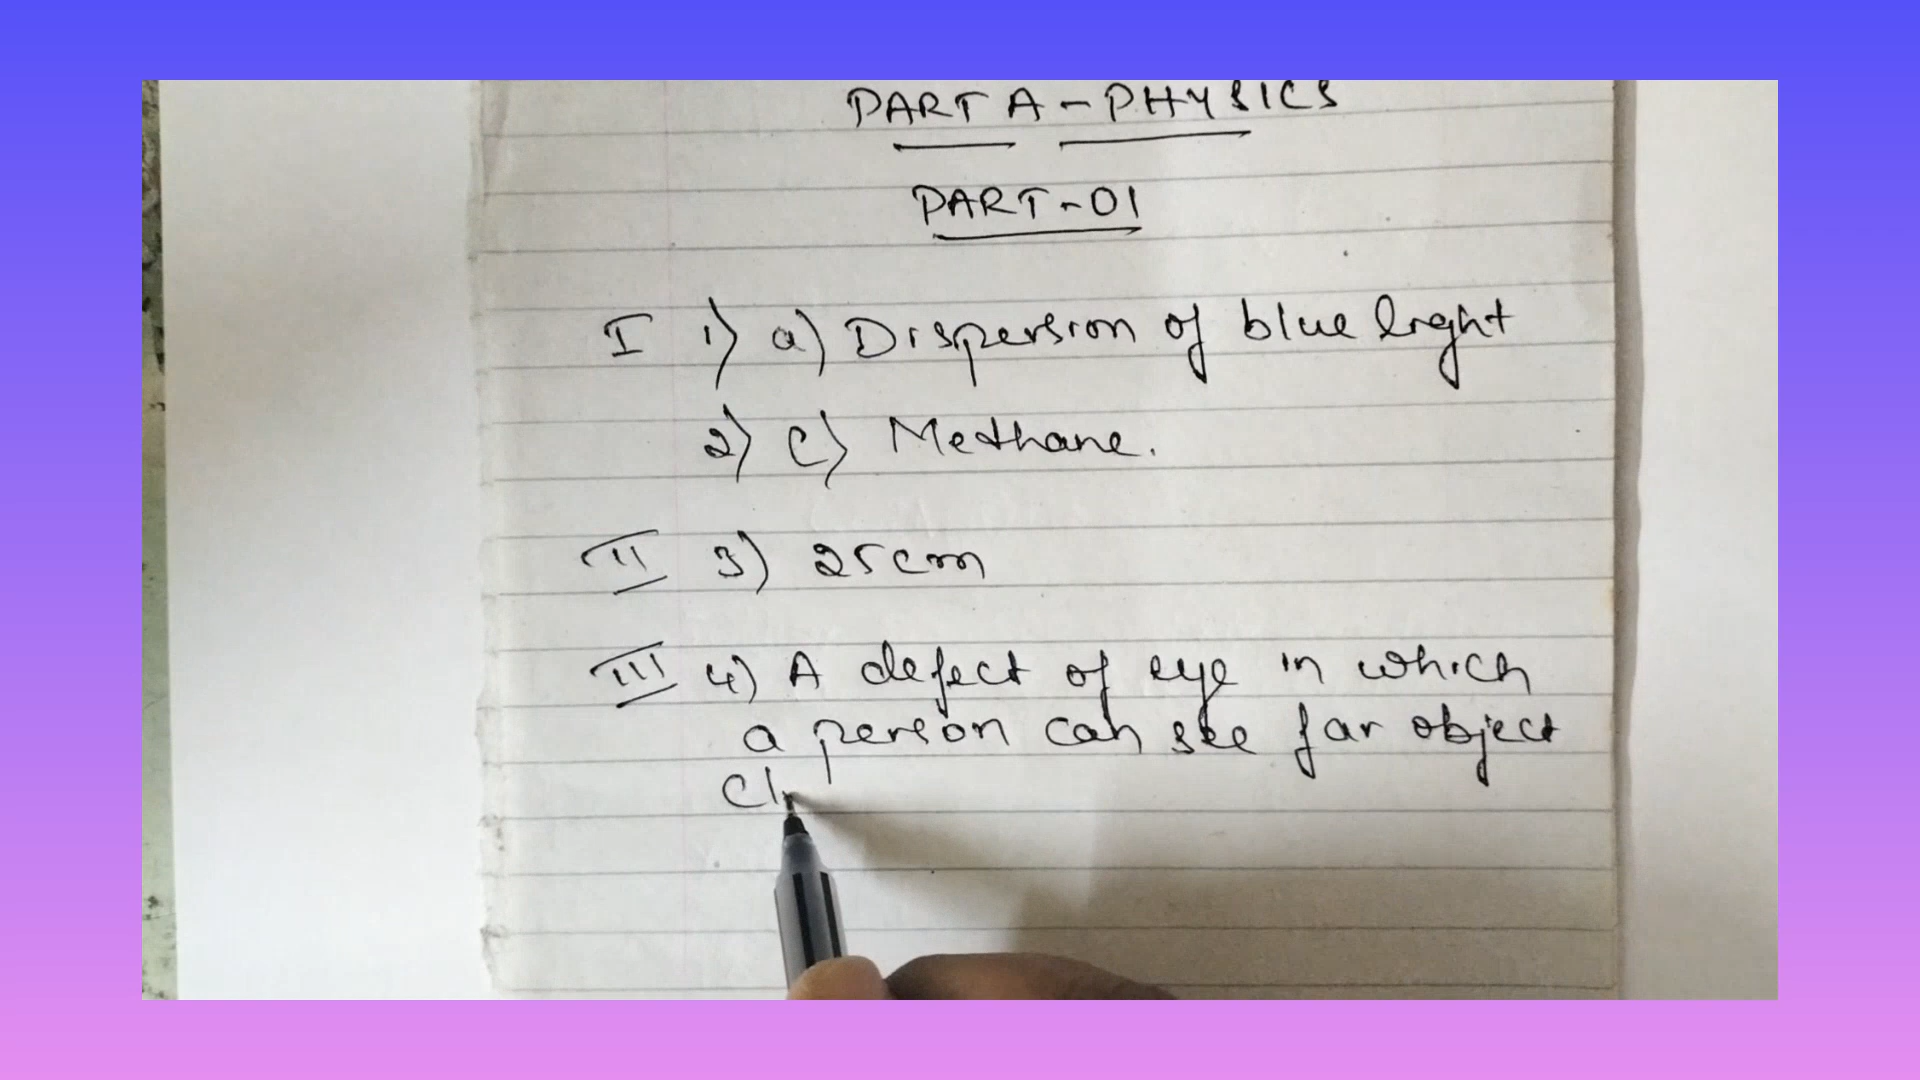 PART A - PHYSICS
PART-01
I 1) a) Dispersion of blue light
2) c) Methane.
II 3) 25cm
III 4) A defect of eye in which
a person can see far object
cl